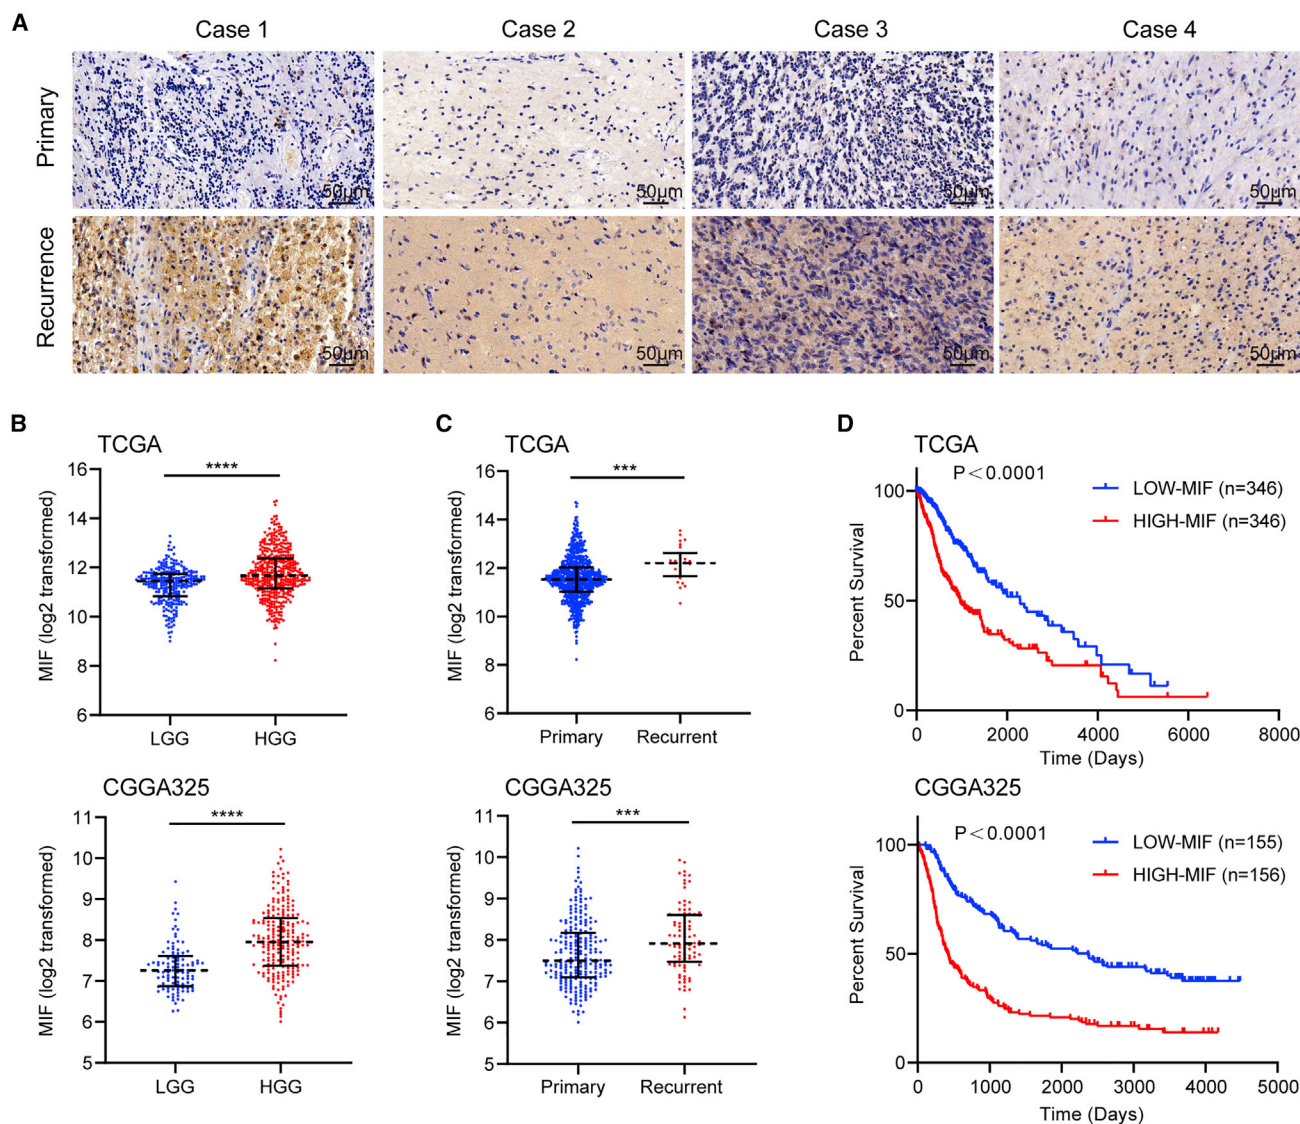 A
Case 1 Case 2 Case 3 Case 4
Primary
50μm 50μm 50μm 50μm
Recurrence
50μm 50μm 50μm 50μm
B
TCGA
****
MIF (log2 transformed)
16
14
12
10
8
6
LGG HGG
C
TCGA
***
MIF (log2 transformed)
16
14
12
10
8
6
Primary Recurrent
D
TCGA
P<0.0001
LOW-MIF (n=346)
HIGH-MIF (n=346)
Percent Survival
100
50
0
0 2000 4000 6000 8000
Time (Days)
CGGA325
****
MIF (log2 transformed)
11
10
9
8
7
6
5
LGG HGG
CGGA325
***
MIF (log2 transformed)
11
10
9
8
7
6
5
Primary Recurrent
CGGA325
P<0.0001
LOW-MIF (n=155)
HIGH-MIF (n=156)
Percent Survival
100
50
0
0 1000 2000 3000 4000 5000
Time (Days)